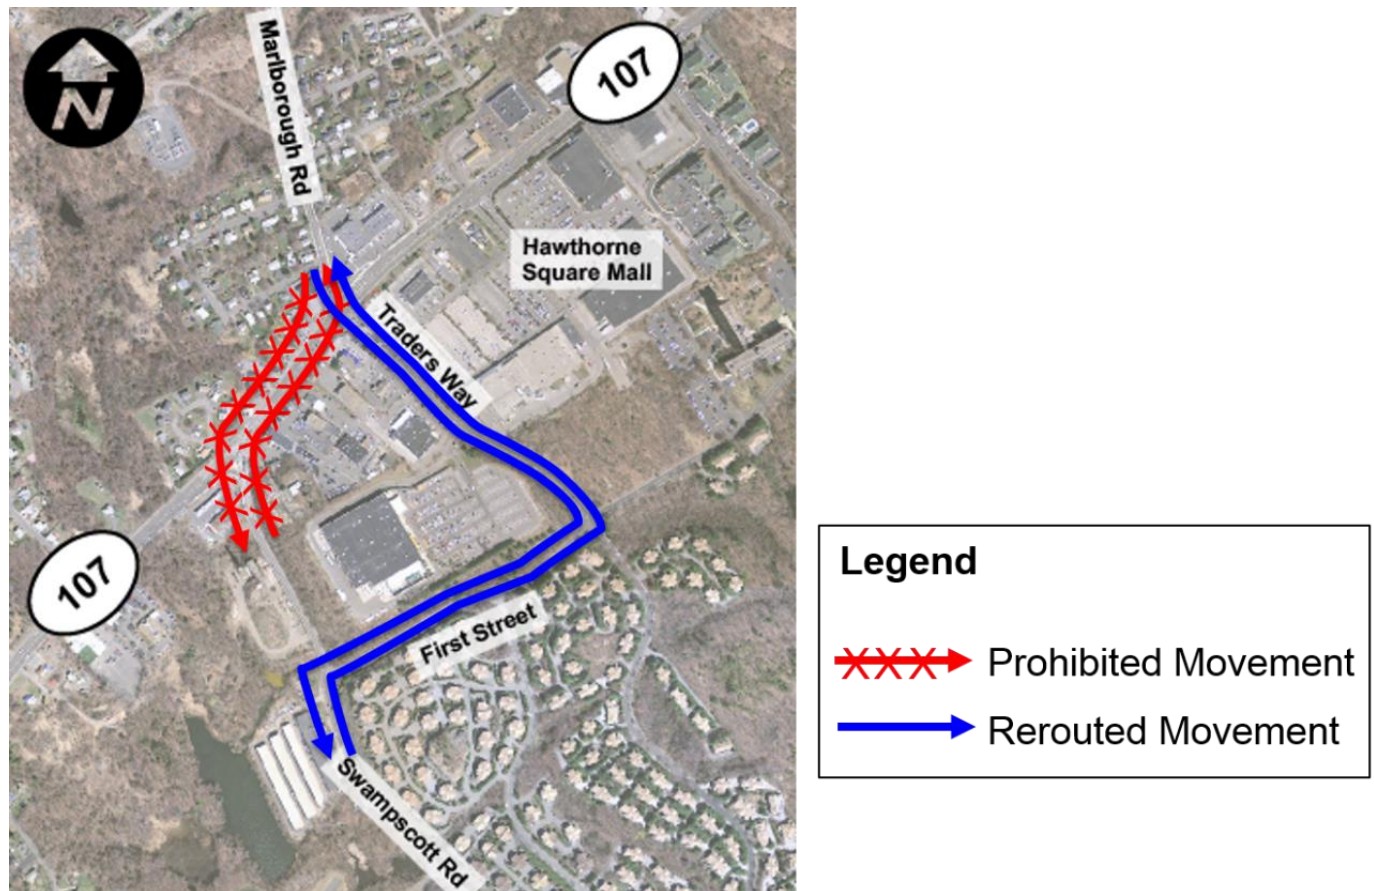 N
Marlborough Rd
107
Hawthorne
Square Mall
Traders Way
107
First Street
Swampscott Rd
Legend
Prohibited Movement
Rerouted Movement